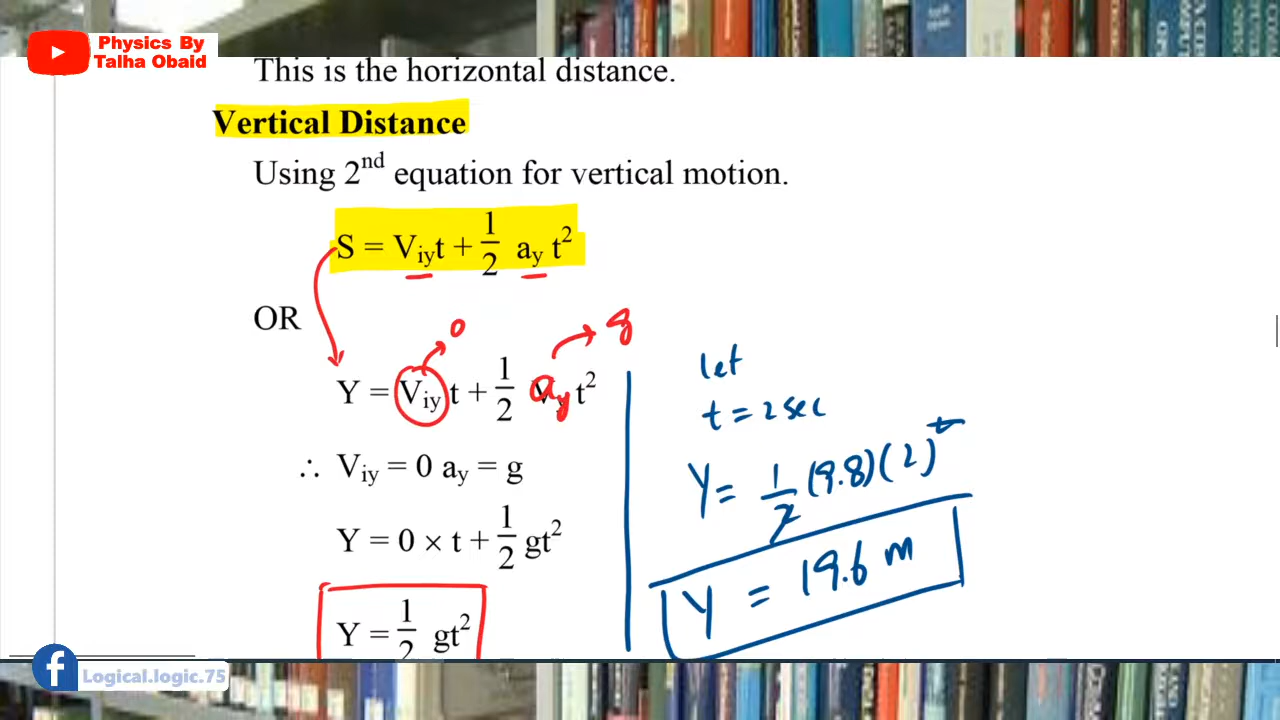 Physics By
Talha Obaid
This is the horizontal distance.
Vertical Distance
Using 2nd equation for vertical motion.
S = Viyt + 1/2 ay t²
OR
0
g
Y = Viy t + 1/2 ay t²
∴ Viy = 0 ay = g
Y = 0 × t + 1/2 gt²
Y = 1/2 gt²
let
t = 2 sec
Y = 1/2 (9.8)(2)²
Y = 19.6 m
Logical.logic.75